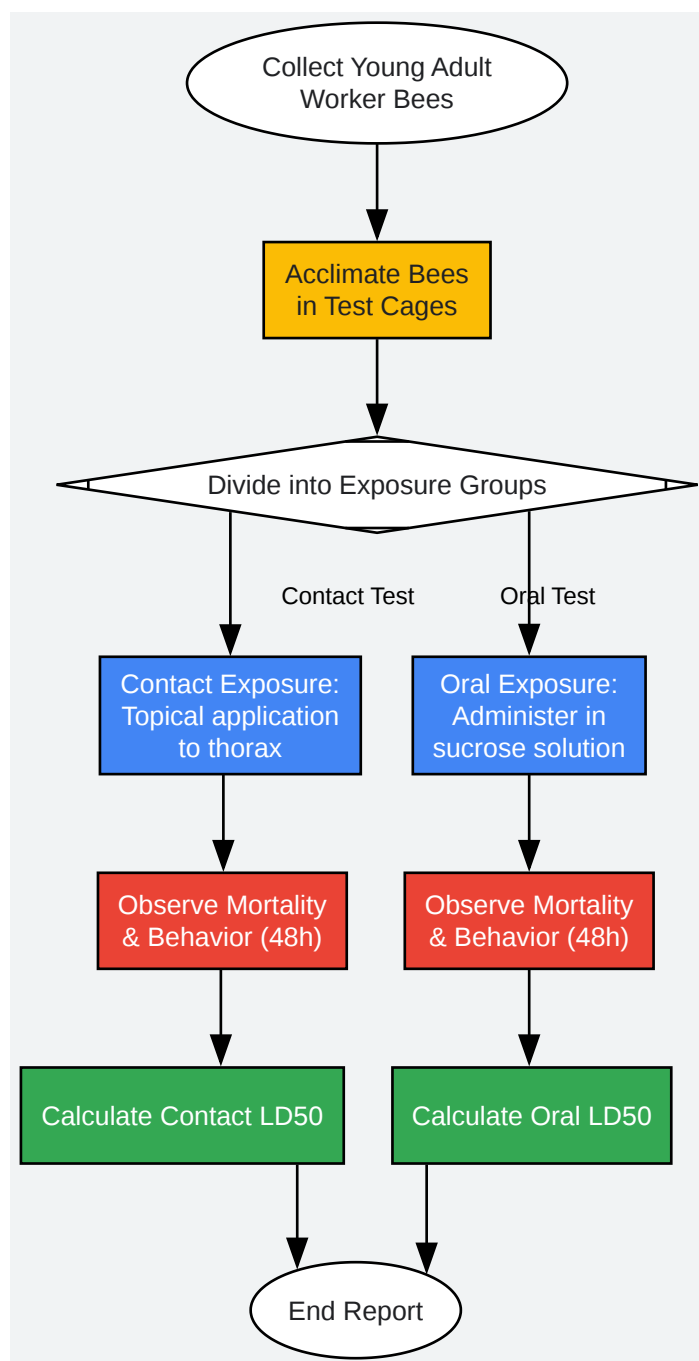 Collect Young Adult
Worker Bees
Acclimate Bees
in Test Cages
Divide into Exposure Groups
Contact Test
Oral Test
Contact Exposure:
Topical application
to thorax
Oral Exposure:
Administer in
sucrose solution
Observe Mortality
& Behavior (48h)
Observe Mortality
& Behavior (48h)
Calculate Contact LD50
Calculate Oral LD50
End Report